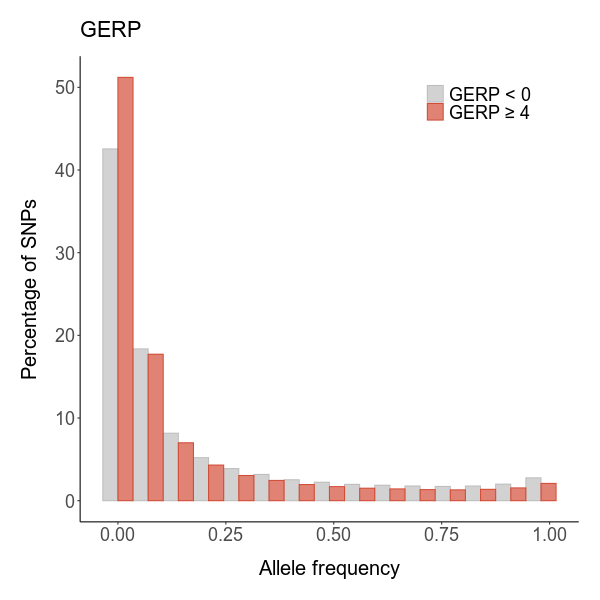 GERP
GERP < 0
GERP ≥ 4
50
40
30
20
10
0
Percentage of SNPs
0.00 0.25 0.50 0.75 1.00
Allele frequency